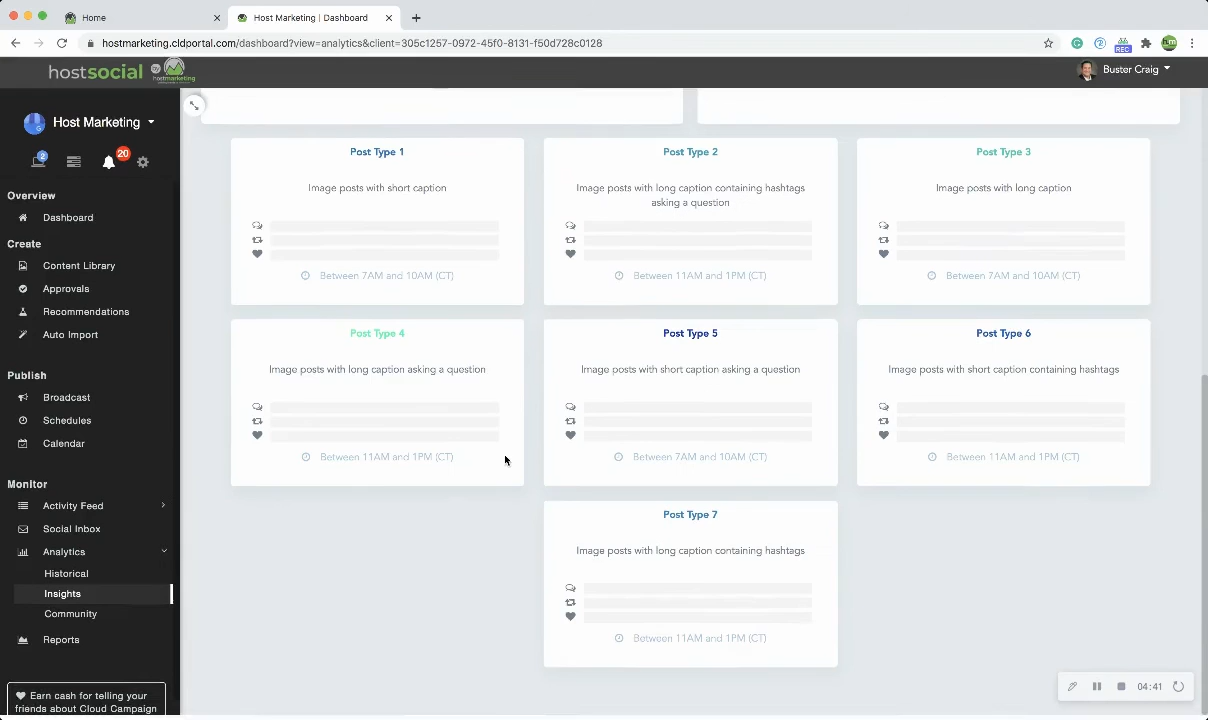 Home
Host Marketing | Dashboard
hostmarketing.cldportal.com/dashboard?view=analytics&client=305c1257-0972-45f0-8131-f50d728c0128
REC
hostsocial
by
hostmarketing
Buster Craig
Host Marketing
2
20
Overview
Dashboard
Create
Content Library
Approvals
Recommendations
Auto Import
Publish
Broadcast
Schedules
Calendar
Monitor
Activity Feed
Social Inbox
Analytics
Historical
Insights
Community
Reports
Earn cash for telling your
friends about Cloud Campaign
Post Type 1
Image posts with short caption
Between 7AM and 10AM (CT)
Post Type 2
Image posts with long caption containing hashtags
asking a question
Between 11AM and 1PM (CT)
Post Type 3
Image posts with long caption
Between 7AM and 10AM (CT)
Post Type 4
Image posts with long caption asking a question
Between 11AM and 1PM (CT)
Post Type 5
Image posts with short caption asking a question
Between 7AM and 10AM (CT)
Post Type 6
Image posts with short caption containing hashtags
Between 11AM and 1PM (CT)
Post Type 7
Image posts with long caption containing hashtags
Between 11AM and 1PM (CT)
04:41